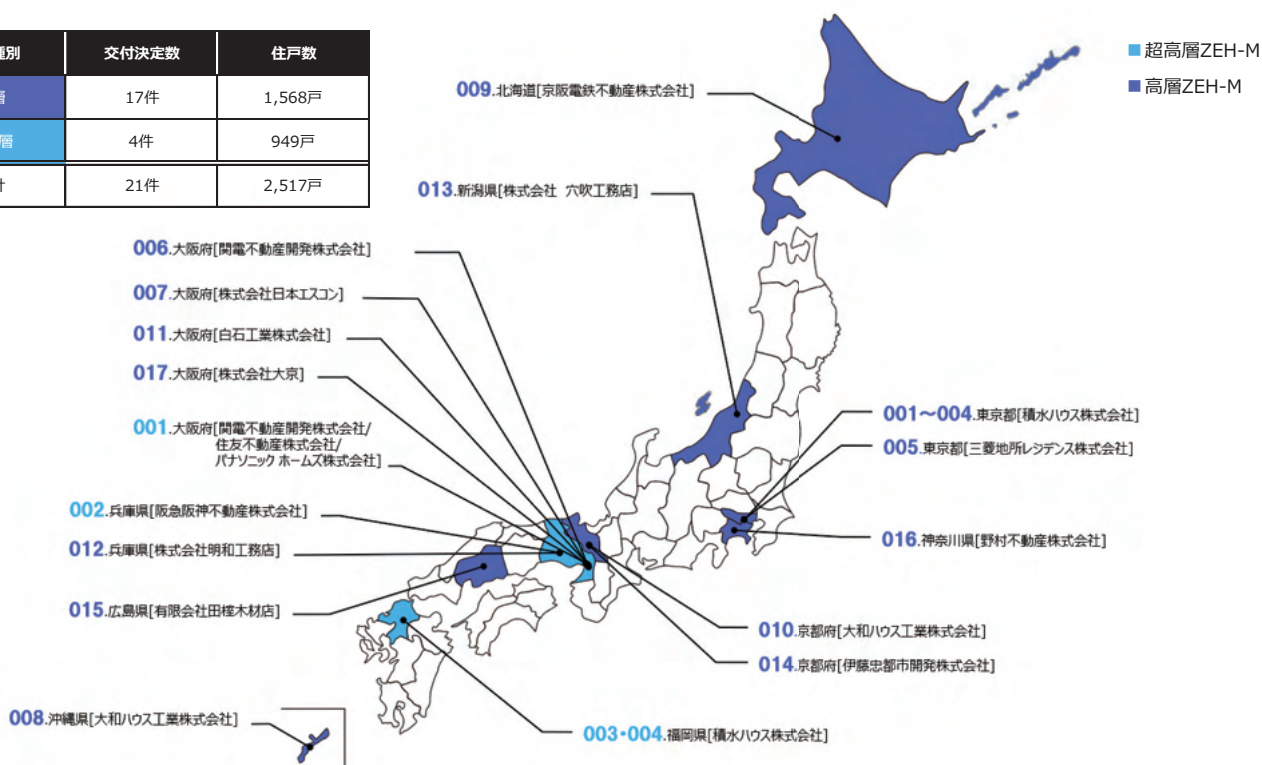 種別 交付決定数 住戸数
層 17件 1,568戸
層 4件 949戸
計 21件 2,517戸
■超高層ZEH-M
■高層ZEH-M
009.北海道[京阪電鉄不動産株式会社]
013.新潟県[株式会社 穴吹工務店]
006.大阪府[関電不動産開発株式会社]
007.大阪府[株式会社日本エスコン]
011.大阪府[白石工業株式会社]
017.大阪府[株式会社大京]
001.大阪府[関電不動産開発株式会社/
住友不動産株式会社/
パナソニック ホームズ株式会社]
002.兵庫県[阪急阪神不動産株式会社]
012.兵庫県[株式会社明和工務店]
015.広島県[有限会社田桎木材店]
008.沖縄県[大和ハウス工業株式会社]
001～004.東京都[積水ハウス株式会社]
005.東京都[三菱地所レジデンス株式会社]
016.神奈川県[野村不動産株式会社]
010.京都府[大和ハウス工業株式会社]
014.京都府[伊藤忠都市開発株式会社]
003・004.福岡県[積水ハウス株式会社]